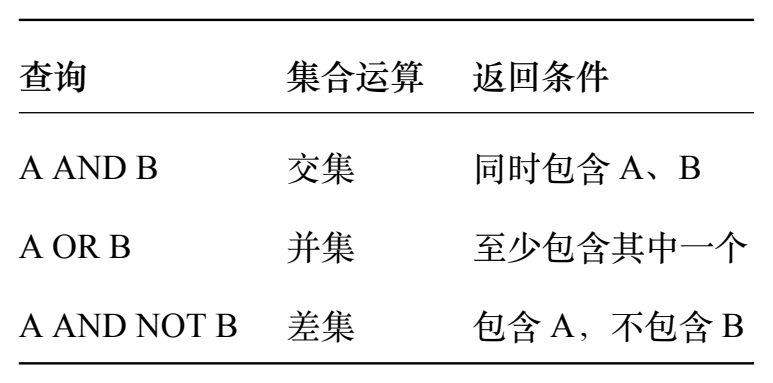 查询 集合运算 返回条件
A AND B 交集 同时包含 A、B
A OR B 并集 至少包含其中一个
A AND NOT B 差集 包含 A，不包含 B